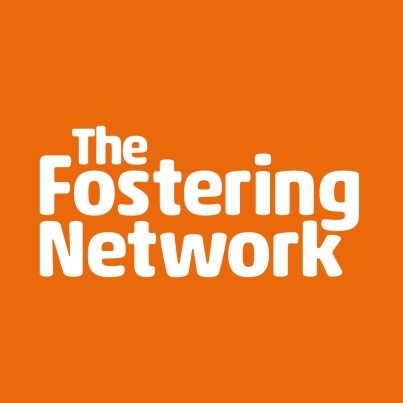 The
Fostering
Network